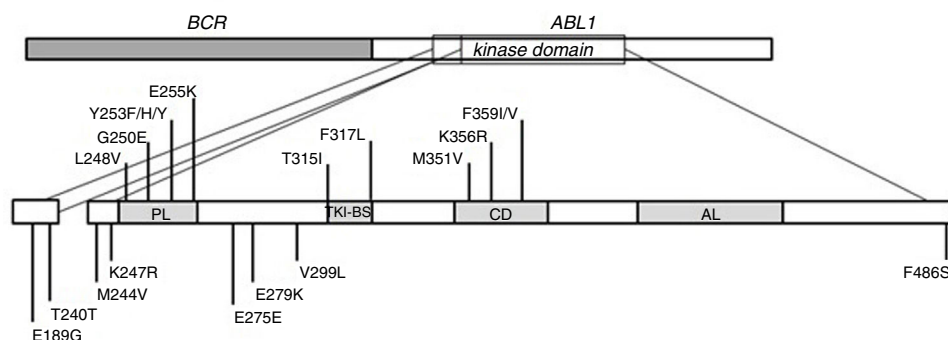 BCR ABL1
kinase domain
E255K
Y253F/H/Y
G250E
L248V
F317L
T315I
F359I/V
K356R
M351V
PL TKI-BS CD AL
K247R
M244V
V299L
E279K
E275E
F486S
T240T
E189G